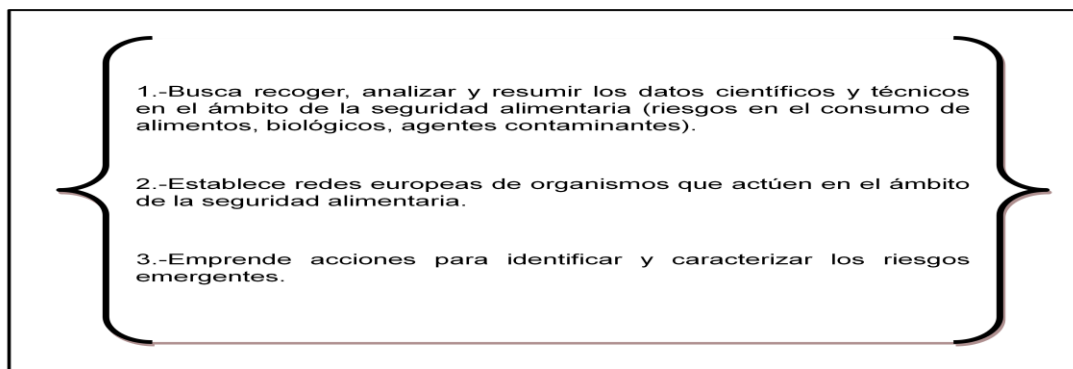 1.-Busca recoger, analizar y resumir los datos científicos y técnicos
en el ámbito de la seguridad alimentaria (riesgos en el consumo de
alimentos, biológicos, agentes contaminantes).
2.-Establece redes europeas de organismos que actúen en el ámbito
de la seguridad alimentaria.
3.-Emprende acciones para identificar y caracterizar los riesgos
emergentes.